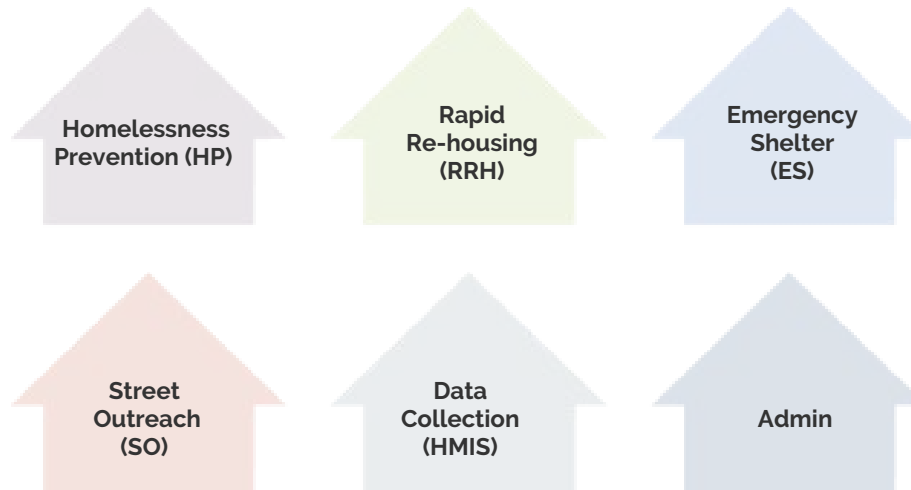 Homelessness
Prevention (HP)
Rapid
Re-housing
(RRH)
Emergency
Shelter
(ES)
Street
Outreach
(SO)
Data
Collection
(HMIS)
Admin